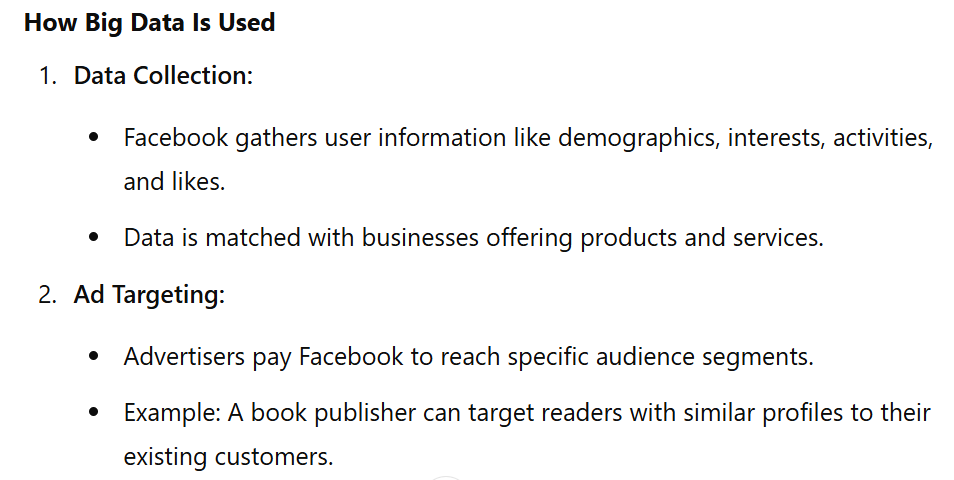 How Big Data Is Used
1. Data Collection:
• Facebook gathers user information like demographics, interests, activities,
and likes.
• Data is matched with businesses offering products and services.
2. Ad Targeting:
• Advertisers pay Facebook to reach specific audience segments.
• Example: A book publisher can target readers with similar profiles to their
existing customers.